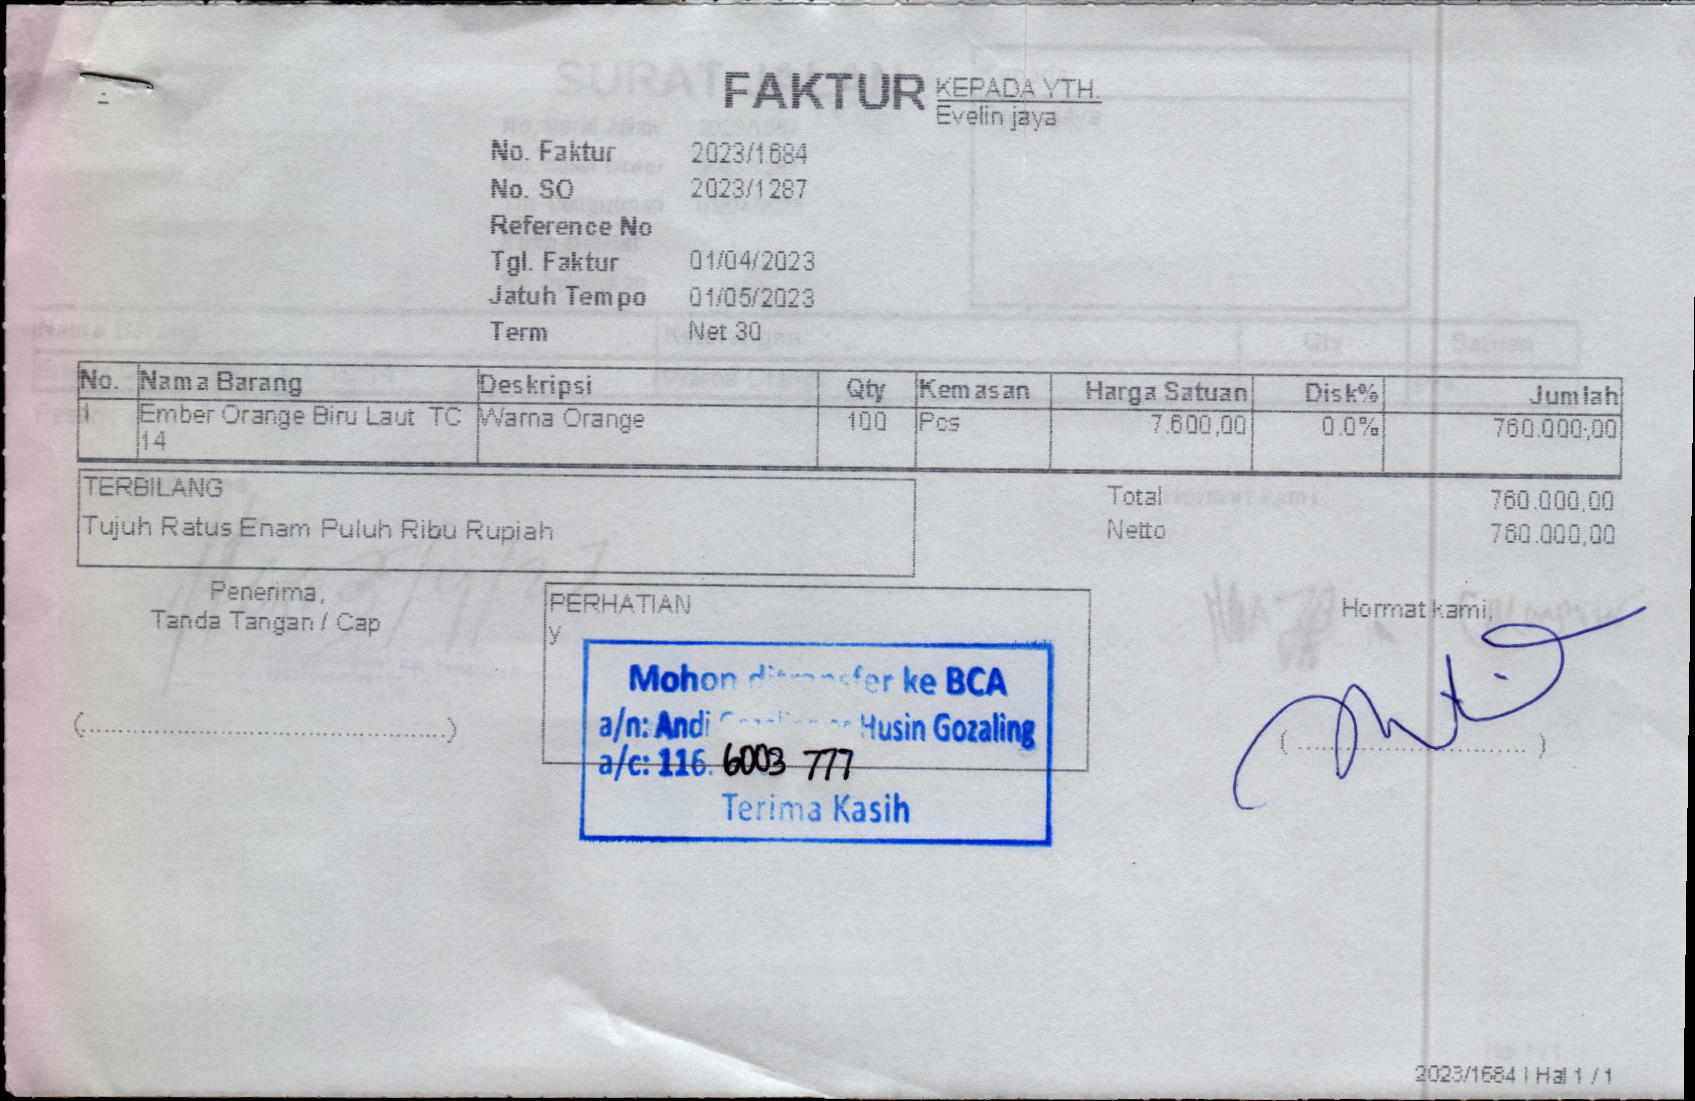 FAKTUR
KEPADA YTH.
Evelin jaya
No. Faktur 2023/1684
No. SO 2023/1287
Reference No
Tgl. Faktur 01/04/2023
Jatuh Tempo 01/05/2023
Term Net 30
No. Nama Barang Deskripsi Qty Kemasan Harga Satuan Disk% Jumlah
1 Ember Orange Biru Laut TC 14 Warna Orange 100 Pcs 7.600,00 0.0% 760.000,00
TERBILANG
Tujuh Ratus Enam Puluh Ribu Rupiah
Total 760.000,00
Netto 760.000,00
Penerima,
Tanda Tangan / Cap
(......................................................)
PERHATIAN
y
Mohon ditransfer ke BCA
a/n: Andi Husin Gozaling
a/c: 116. 6003 777
Terima Kasih
Hormat kami,
(..................................)
2023/1684 | Hal 1 / 1